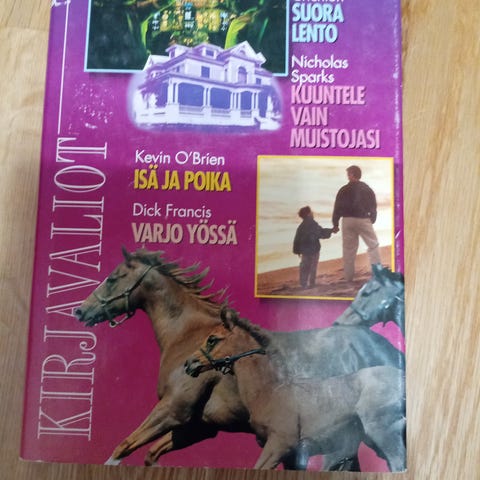 SUORA
LENTO
Nicholas
Sparks
KUUNTELE
VAIN
MUISTOJASI
Kevin O'Brien
ISÄ JA POIKA
Dick Francis
VARJO YÖSSÄ
KIRJAVALIOT